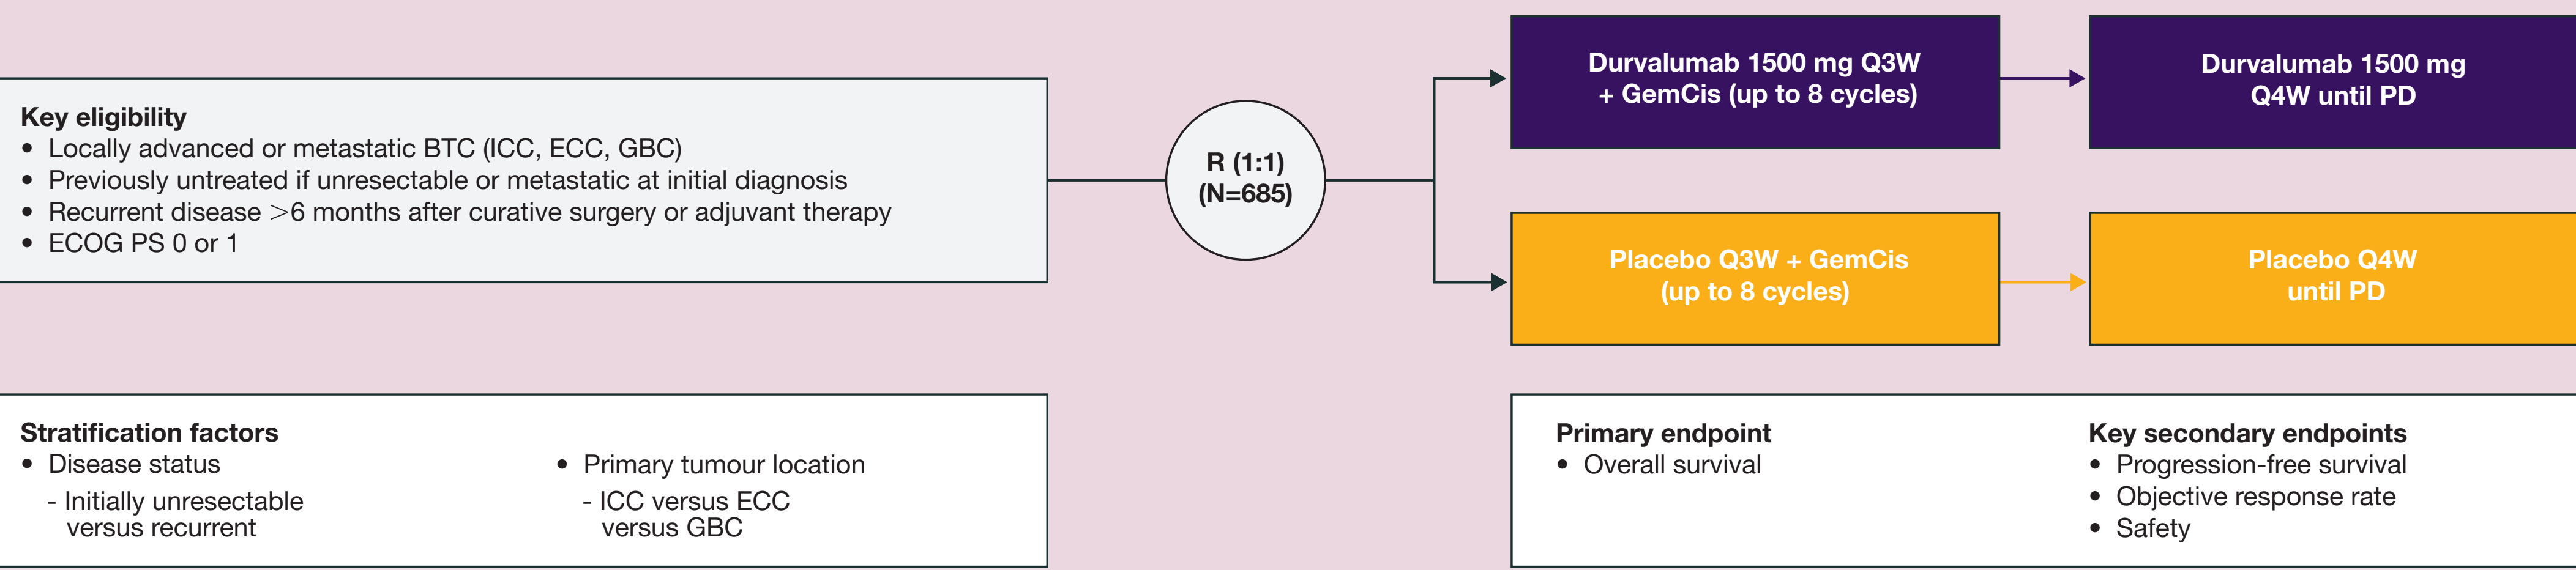 Key eligibility
• Locally advanced or metastatic BTC (ICC, ECC, GBC)
• Previously untreated if unresectable or metastatic at initial diagnosis
• Recurrent disease >6 months after curative surgery or adjuvant therapy
• ECOG PS 0 or 1
R (1:1)
(N=685)
Durvalumab 1500 mg Q3W
+ GemCis (up to 8 cycles)
Durvalumab 1500 mg
Q4W until PD
Placebo Q3W + GemCis
(up to 8 cycles)
Placebo Q4W
until PD
Stratification factors
• Disease status
- Initially unresectable
versus recurrent
• Primary tumour location
- ICC versus ECC
versus GBC
Primary endpoint
• Overall survival
Key secondary endpoints
• Progression-free survival
• Objective response rate
• Safety